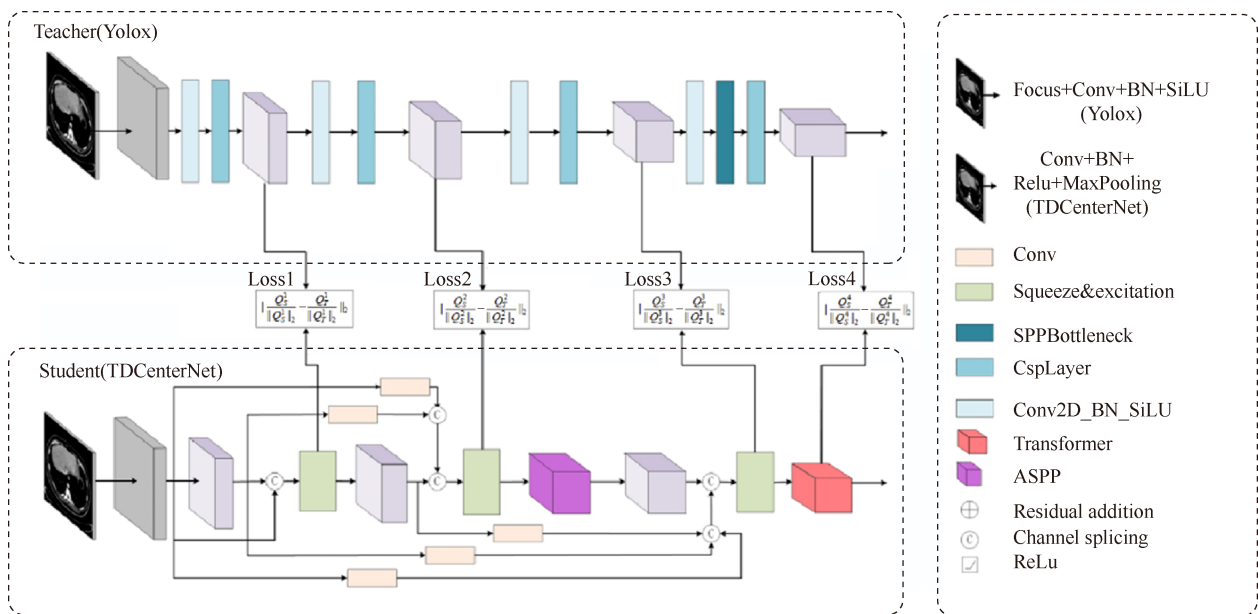 Teacher(Yolox)
Loss1
Loss2
Loss3
Loss4
Student(TDCenterNet)
C
C
C
C
C
Focus+Conv+BN+SiLU
(Yolox)
Conv+BN+
Relu+MaxPooling
(TDCenterNet)
Conv
Squeeze&excitation
SPPBottleneck
CspLayer
Conv2D_BN_SiLU
Transformer
ASPP
Residual addition
C
Channel splicing
ReLu